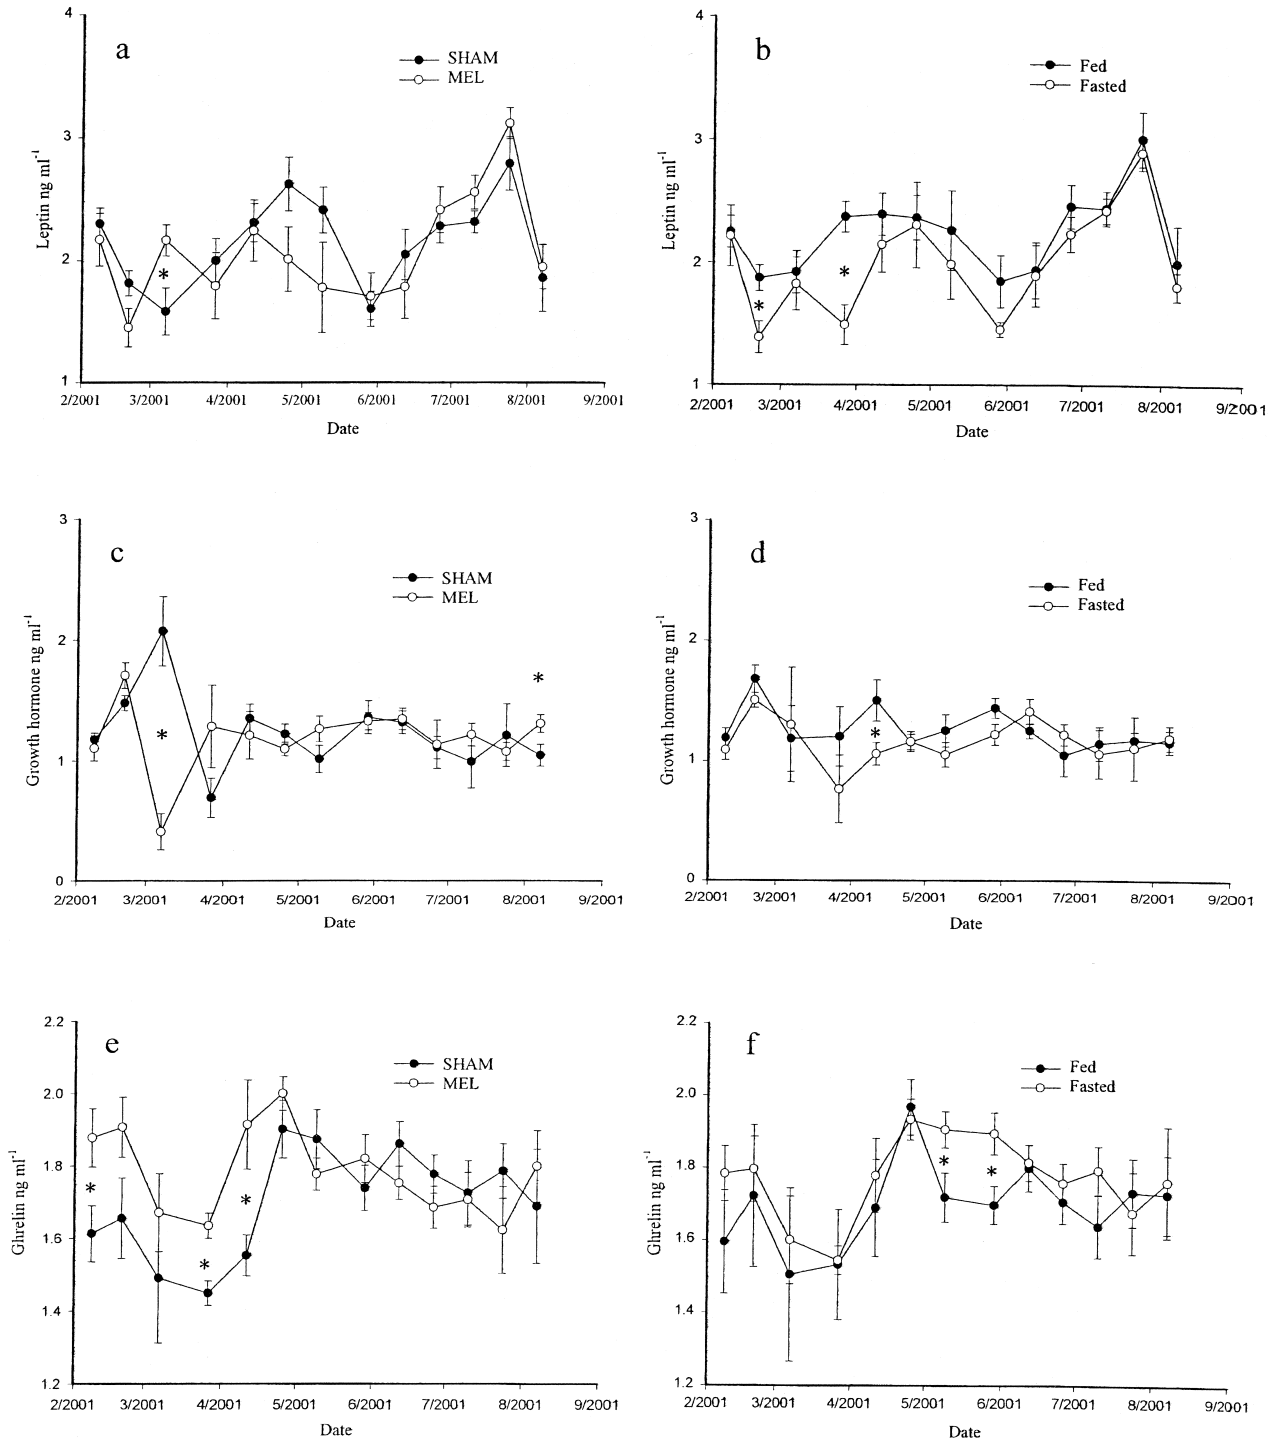 4
3
2
1
Leptin ng ml⁻¹
a
SHAM
MEL
2/2001 3/2001 4/2001 5/2001 6/2001 7/2001 8/2001 9/2001
Date
*
4
3
2
1
Leptin ng ml⁻¹
b
Fed
Fasted
*
*
2/2001 3/2001 4/2001 5/2001 6/2001 7/2001 8/2001 9/2001
Date
3
2
1
0
Growth hormone ng ml⁻¹
c
SHAM
MEL
*
*
2/2001 3/2001 4/2001 5/2001 6/2001 7/2001 8/2001 9/2001
Date
3
2
1
0
Growth hormone ng ml⁻¹
d
Fed
Fasted
*
2/2001 3/2001 4/2001 5/2001 6/2001 7/2001 8/2001 9/2001
Date
2.2
2.0
1.8
1.6
1.4
1.2
Ghrelin ng ml⁻¹
e
SHAM
MEL
*
*
*
2/2001 3/2001 4/2001 5/2001 6/2001 7/2001 8/2001 9/2001
Date
2.2
2.0
1.8
1.6
1.4
1.2
Ghrelin ng ml⁻¹
f
Fed
Fasted
*
*
2/2001 3/2001 4/2001 5/2001 6/2001 7/2001 8/2001 9/2001
Date